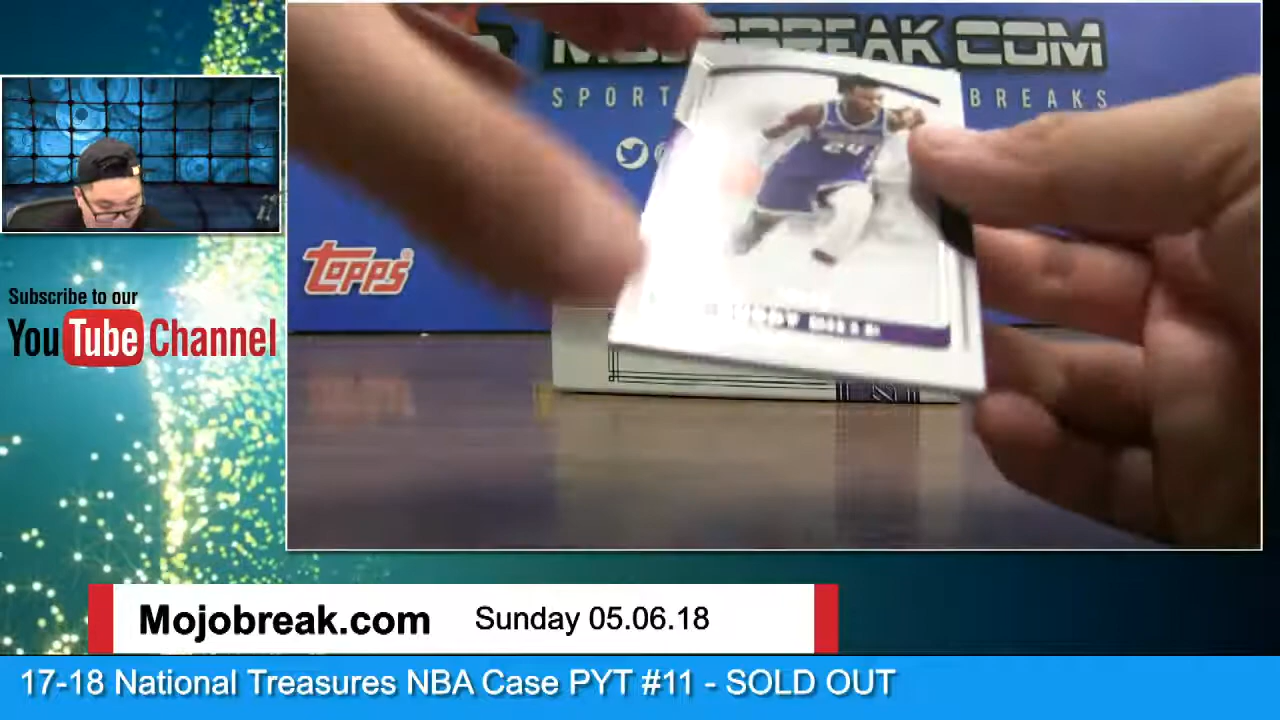 MOJOBREAK.COM
SPORT BREAKS
24
TOPPS
Subscribe to our
YouTube Channel
Mojobreak.com Sunday 05.06.18
17-18 National Treasures NBA Case PYT #11 - SOLD OUT